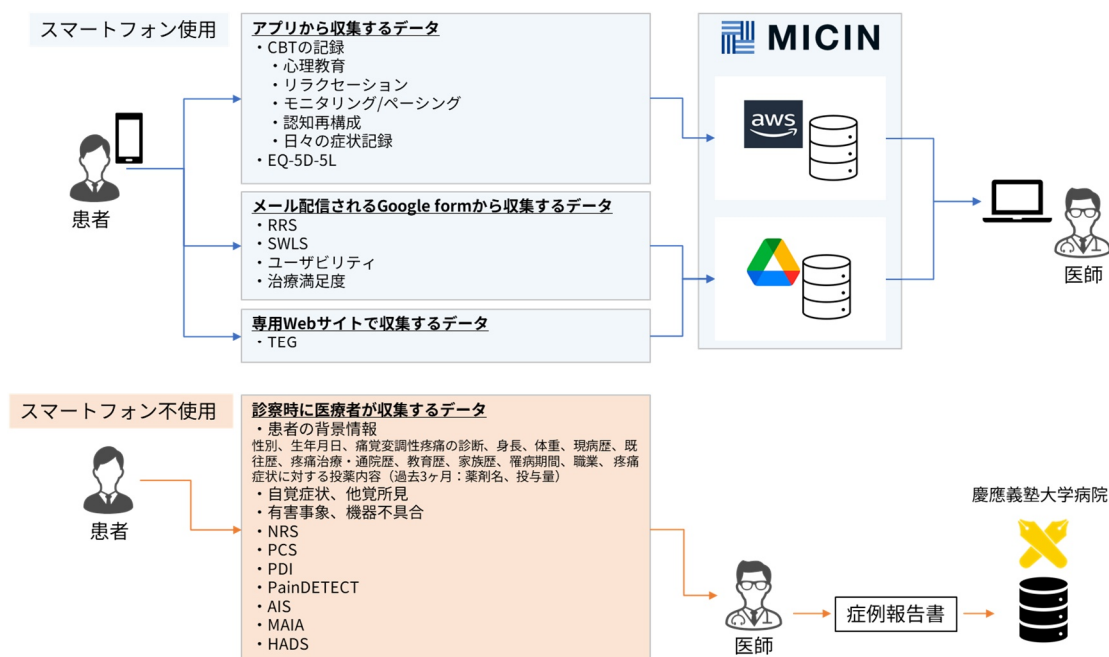 スマートフォン使用
患者
アプリから収集するデータ
・CBTの記録
・心理教育
・リラクセーション
・モニタリング/ペーシング
・認知再構成
・日々の症状記録
・EQ-5D-5L
メール配信されるGoogle formから収集するデータ
・RRS
・SWLS
・ユーザビリティ
・治療満足度
専用Webサイトで収集するデータ
・TEG
MICIN
aws
医師
スマートフォン不使用
患者
診察時に医療者が収集するデータ
・患者の背景情報
性別、生年月日、痛覚変調性疼痛の診断、身長、体重、現病歴、既
往歴、疼痛治療・通院歴、教育歴、家族歴、罹病期間、職業、疼痛
症状に対する投薬内容（過去3ヶ月：薬剤名、投与量）
・自覚症状、他覚所見
・有害事象、機器不具合
・NRS
・PCS
・PDI
・PainDETECT
・AIS
・MAIA
・HADS
医師
症例報告書
慶應義塾大学病院